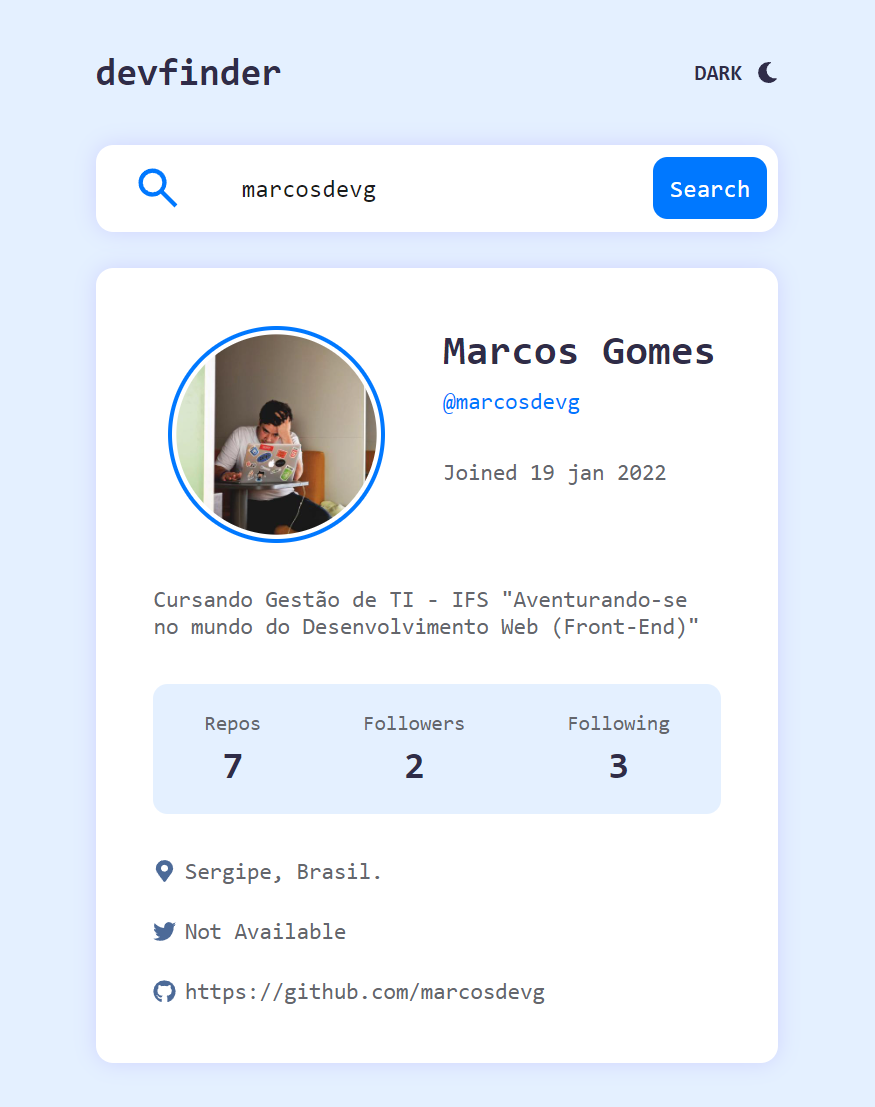 devfinder
DARK
marcosdevg
Search
Marcos Gomes
@marcosdevg
Joined 19 jan 2022
Cursando Gestão de TI - IFS "Aventurando-se
no mundo do Desenvolvimento Web (Front-End)"
Repos Followers Following
7 2 3
Sergipe, Brasil.
Not Available
https://github.com/marcosdevg